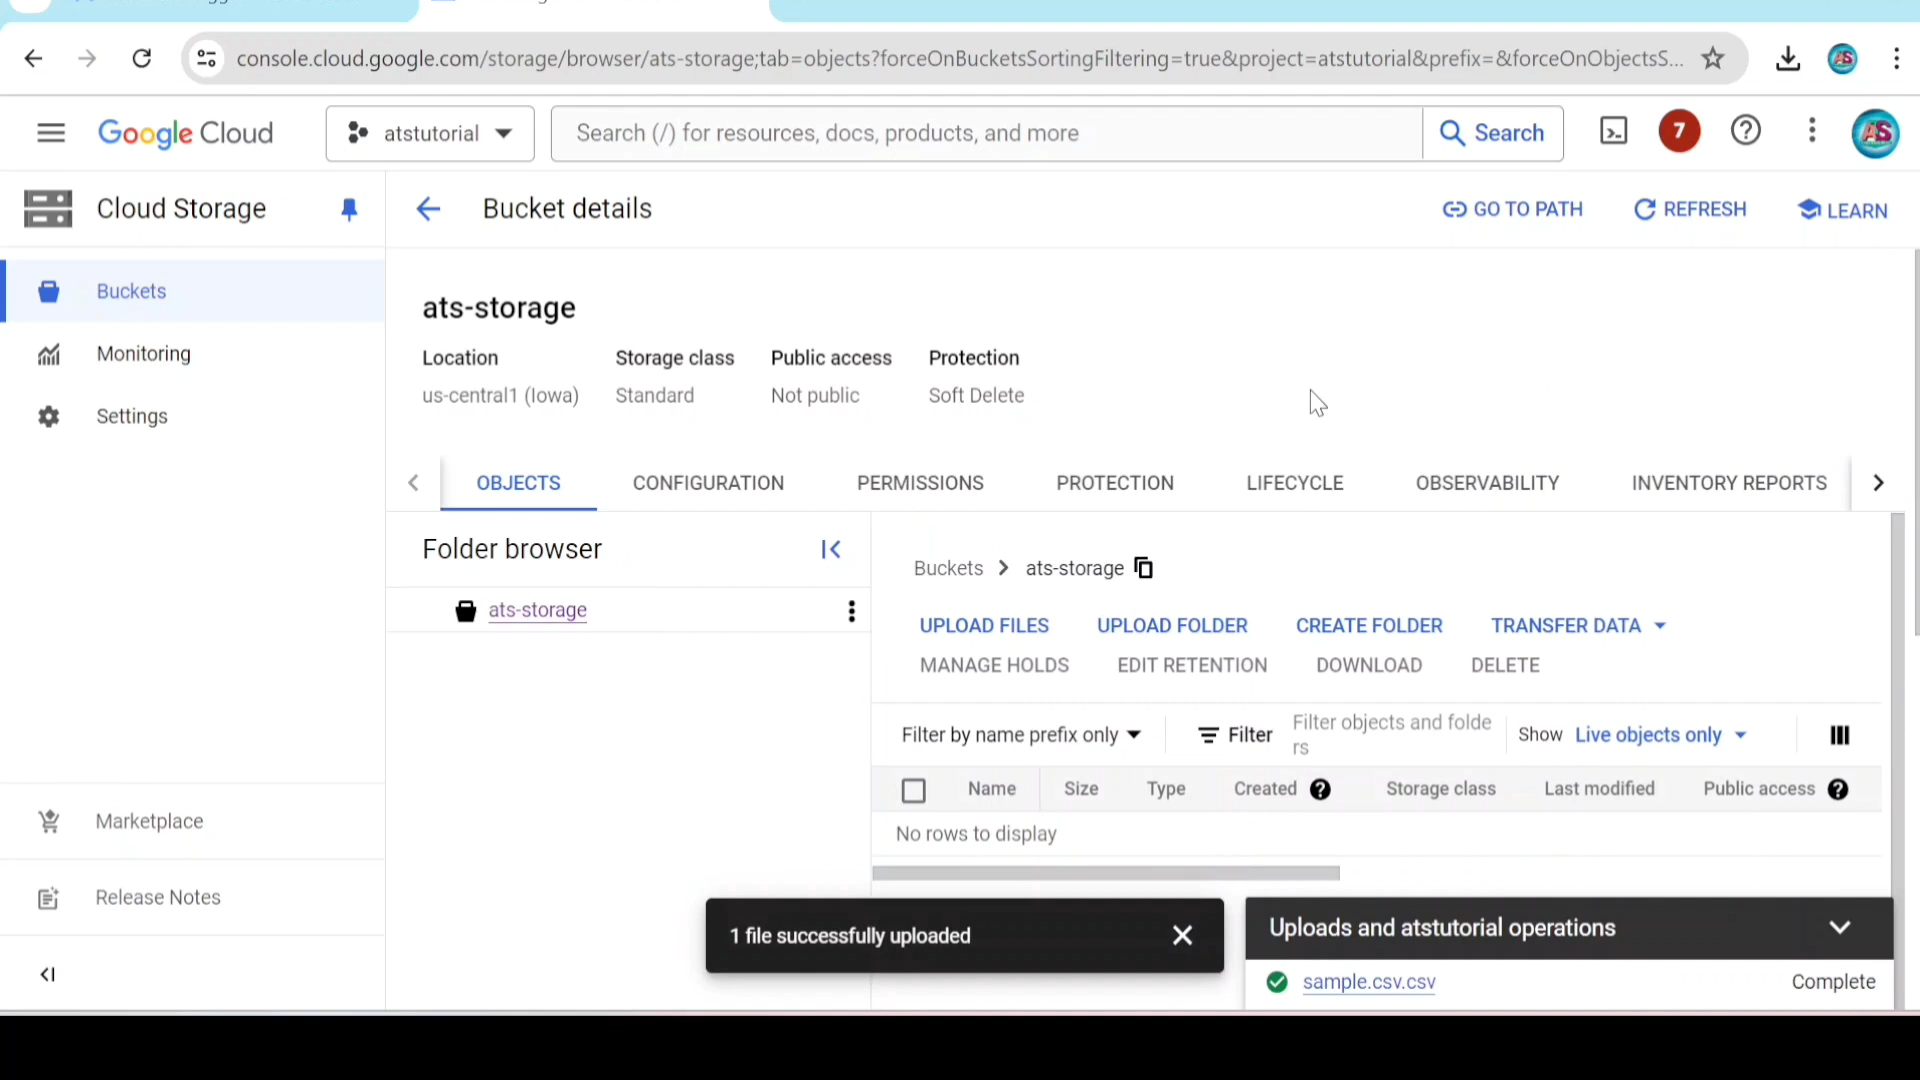 console.cloud.google.com/storage/browser/ats-storage;tab=objects?forceOnBucketsSortingFiltering=true&project=atstutorial&prefix=&forceOnObjectsS...
Google Cloud
atstutorial
Search (/) for resources, docs, products, and more
Search
7
AS
Cloud Storage
Bucket details
GO TO PATH
REFRESH
LEARN
Buckets
Monitoring
Settings
Marketplace
Release Notes
ats-storage
Location
Storage class
Public access
Protection
us-central1 (Iowa)
Standard
Not public
Soft Delete
OBJECTS
CONFIGURATION
PERMISSIONS
PROTECTION
LIFECYCLE
OBSERVABILITY
INVENTORY REPORTS
Folder browser
ats-storage
Buckets
ats-storage
UPLOAD FILES
UPLOAD FOLDER
CREATE FOLDER
TRANSFER DATA
MANAGE HOLDS
EDIT RETENTION
DOWNLOAD
DELETE
Filter by name prefix only
Filter
Filter objects and folde
rs
Show
Live objects only
Name
Size
Type
Created
Storage class
Last modified
Public access
No rows to display
1 file successfully uploaded
Uploads and atstutorial operations
sample.csv.csv
Complete